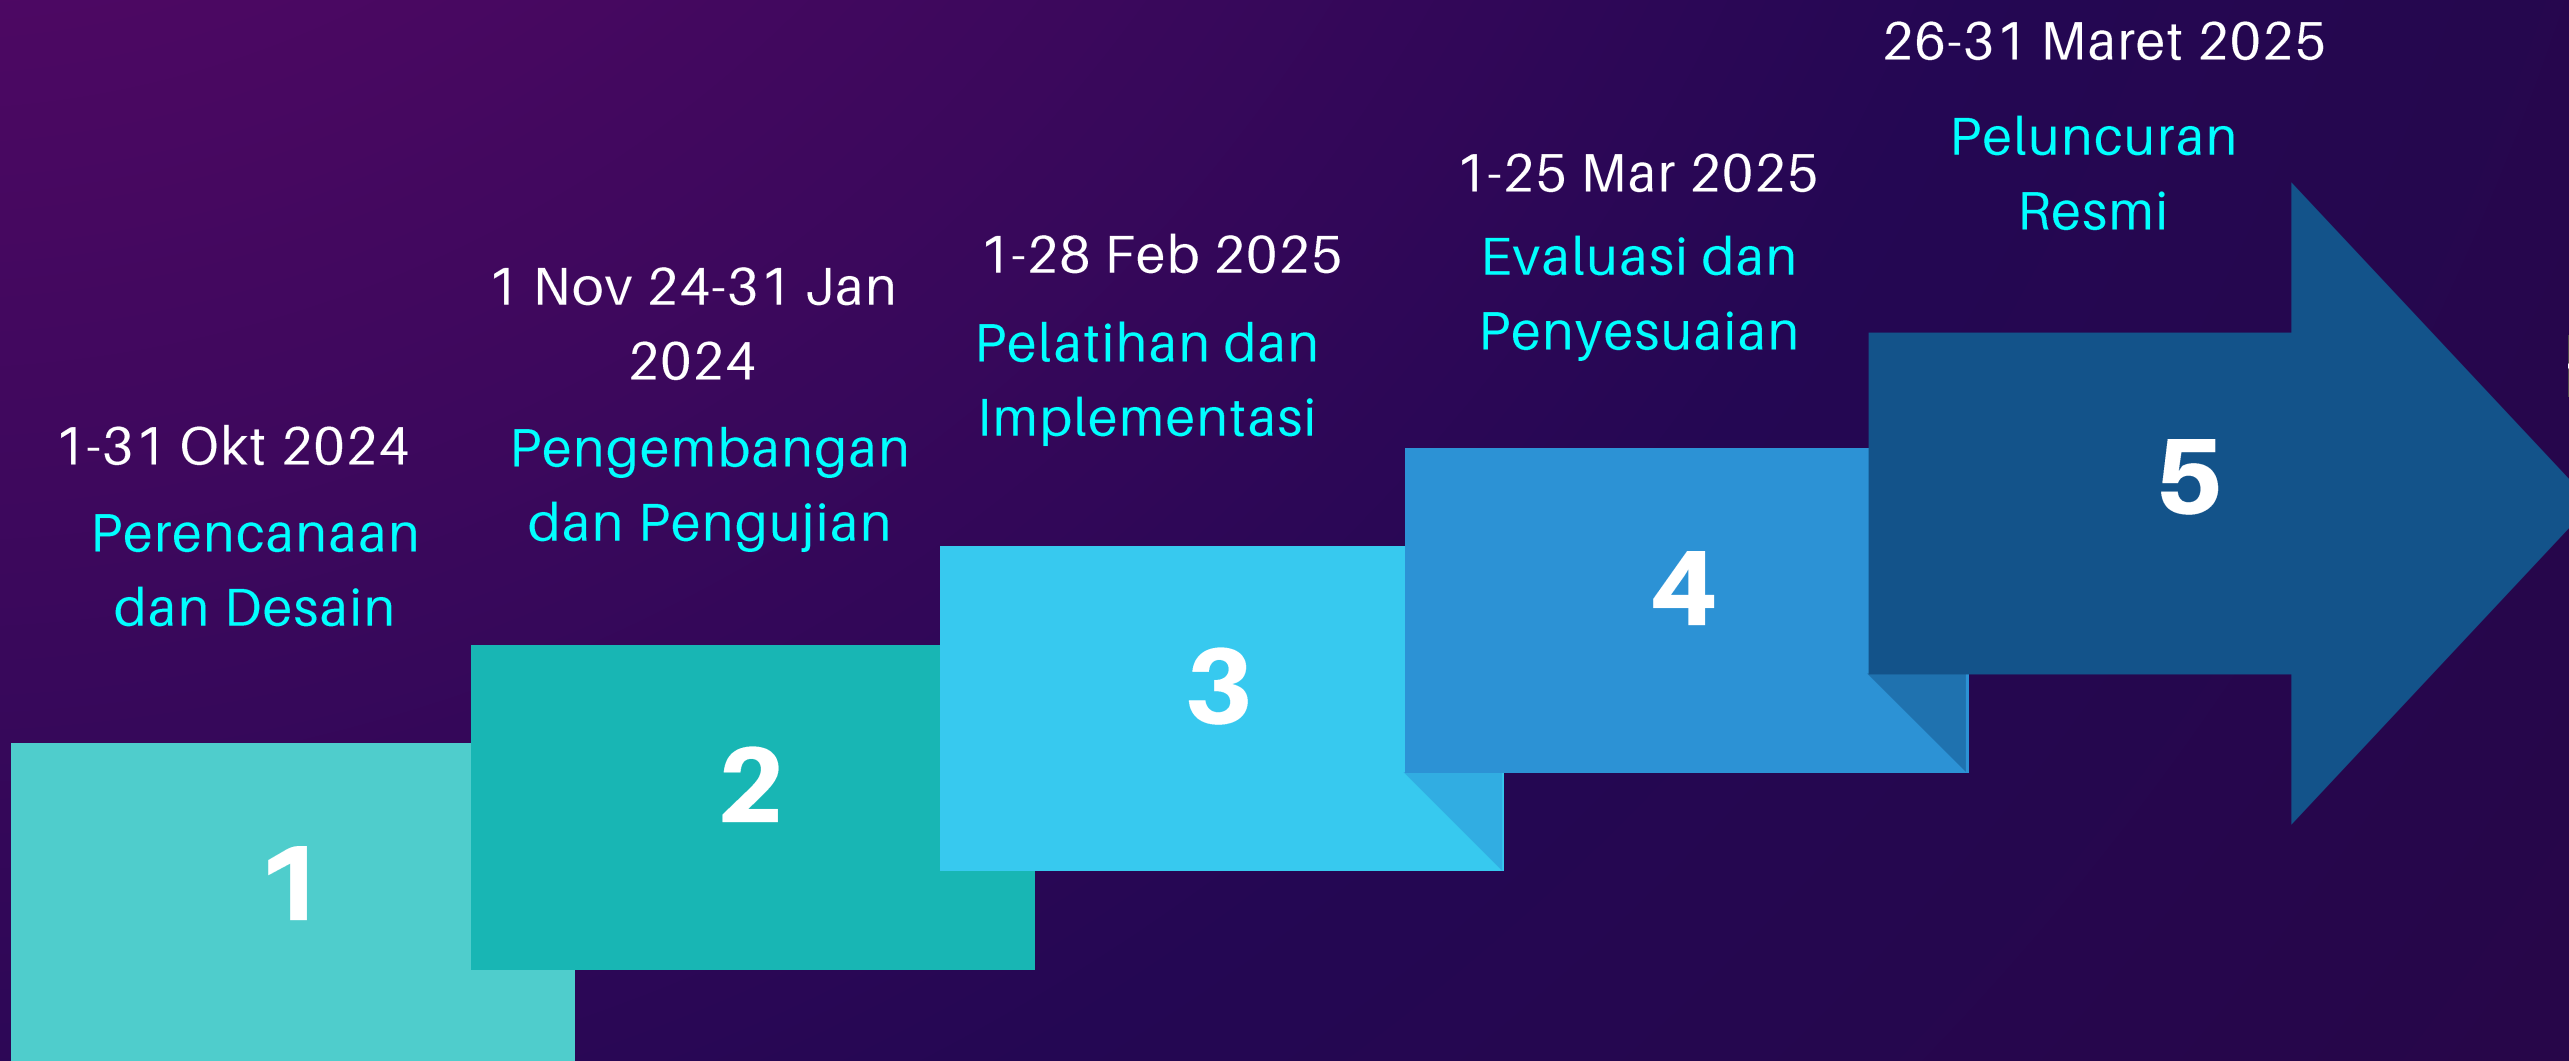 1-31 Okt 2024
Perencanaan
dan Desain
1
1 Nov 24-31 Jan
2024
Pengembangan
dan Pengujian
2
1-28 Feb 2025
Pelatihan dan
Implementasi
3
1-25 Mar 2025
Evaluasi dan
Penyesuaian
4
26-31 Maret 2025
Peluncuran
Resmi
5